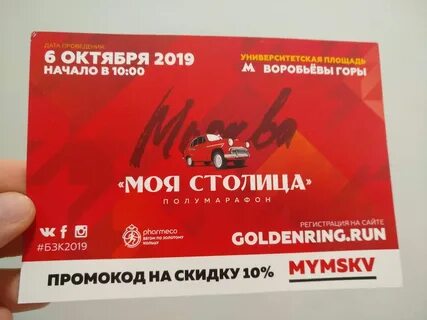 ДАТА ПРОВЕДЕНИЯ:
6 ОКТЯБРЯ 2019
НАЧАЛО В 10:00
УНИВЕРСИТЕТСКАЯ ПЛОЩАДЬ
М ВОРОБЬЁВЫ ГОРЫ
Москва
«МОЯ СТОЛИЦА»
ПОЛУМАРАФОН
#БЗК2019
pharmeco
БЕГОМ ПО ЗОЛОТОМУ
КОЛЬЦУ
РЕГИСТРАЦИЯ НА САЙТЕ
GOLDENRING.RUN
ПРОМОКОД НА СКИДКУ 10% MYMSKV